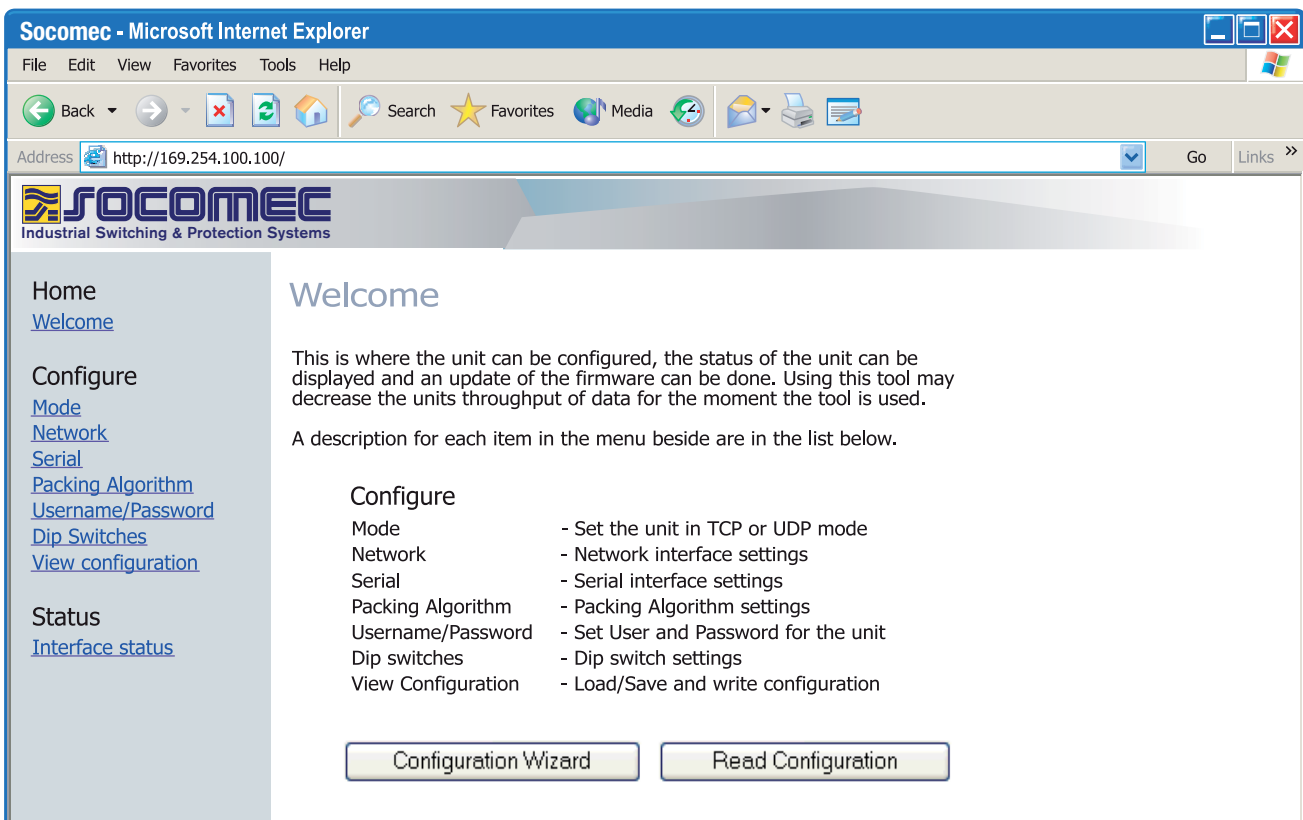 Socomec - Microsoft Internet Explorer
File Edit View Favorites Tools Help
Back Search Favorites Media
Address http://169.254.100.100/ Go Links »
SOCOMEC
Industrial Switching & Protection Systems
Home
Welcome
Configure
Mode
Network
Serial
Packing Algorithm
Username/Password
Dip Switches
View configuration
Status
Interface status
Welcome
This is where the unit can be configured, the status of the unit can be
displayed and an update of the firmware can be done. Using this tool may
decrease the units throughput of data for the moment the tool is used.
A description for each item in the menu beside are in the list below.
Configure
Mode - Set the unit in TCP or UDP mode
Network - Network interface settings
Serial - Serial interface settings
Packing Algorithm - Packing Algorithm settings
Username/Password - Set User and Password for the unit
Dip switches - Dip switch settings
View Configuration - Load/Save and write configuration
Configuration Wizard Read Configuration